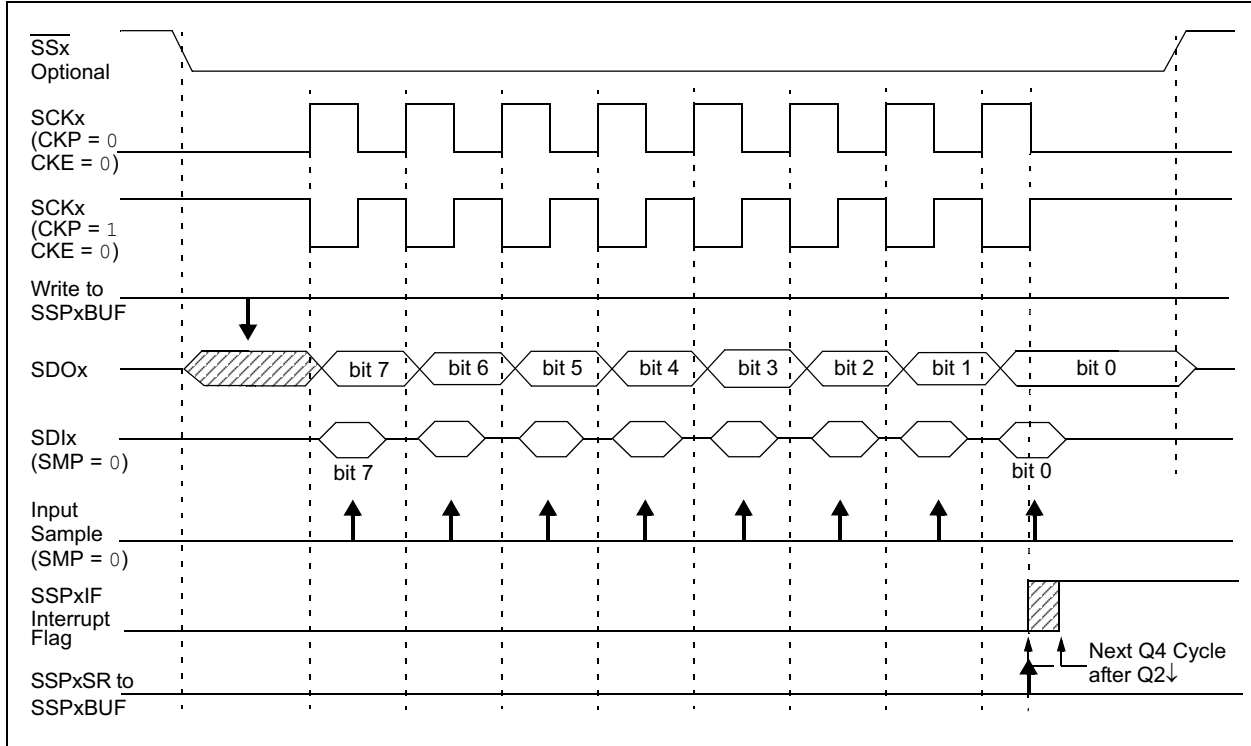 SSx
Optional
SCKx
(CKP = 0
CKE = 0)
SCKx
(CKP = 1
CKE = 0)
Write to
SSPxBUF
SDOx
bit 7 bit 6 bit 5 bit 4 bit 3 bit 2 bit 1 bit 0
SDIx
(SMP = 0)
bit 7 bit 0
Input
Sample
(SMP = 0)
SSPxIF
Interrupt
Flag
Next Q4 Cycle
after Q2↓
SSPxSR to
SSPxBUF